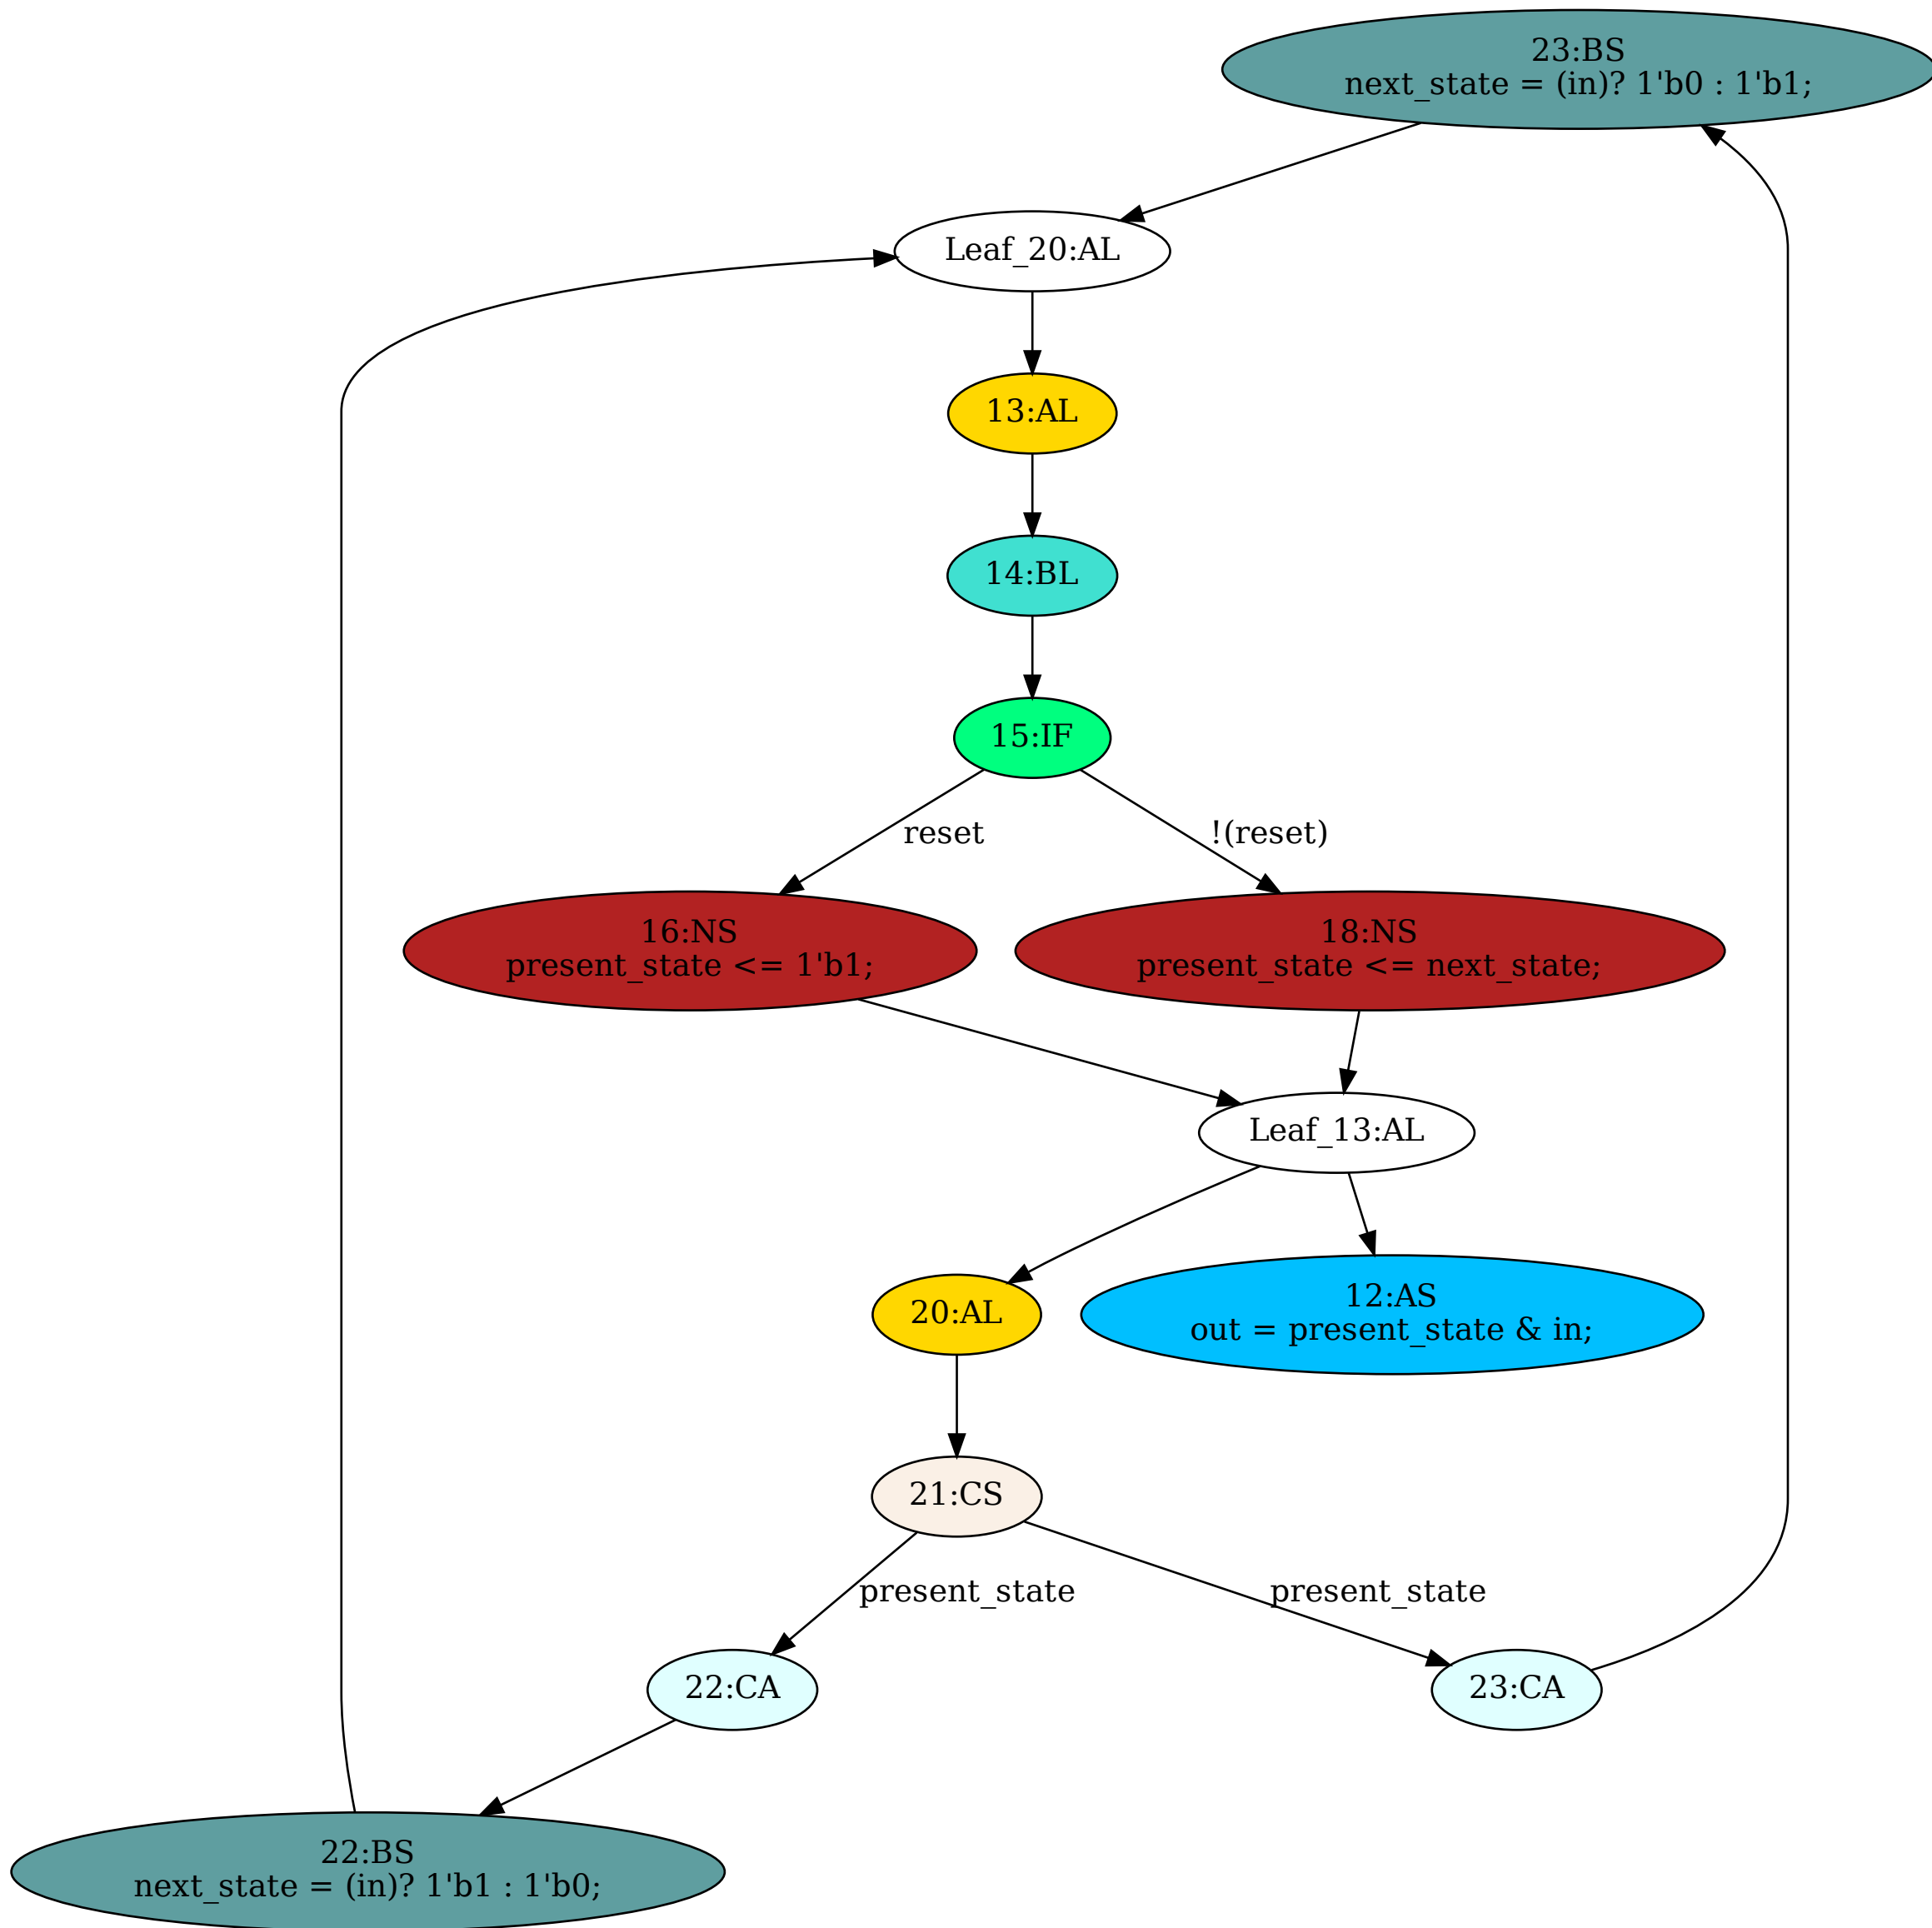 23:BS
next_state = (in)? 1'b0 : 1'b1;
Leaf_20:AL
13:AL
14:BL
15:IF
reset
!(reset)
16:NS
present_state <= 1'b1;
18:NS
present_state <= next_state;
Leaf_13:AL
20:AL
12:AS
out = present_state & in;
21:CS
present_state
present_state
22:CA
23:CA
22:BS
next_state = (in)? 1'b1 : 1'b0;